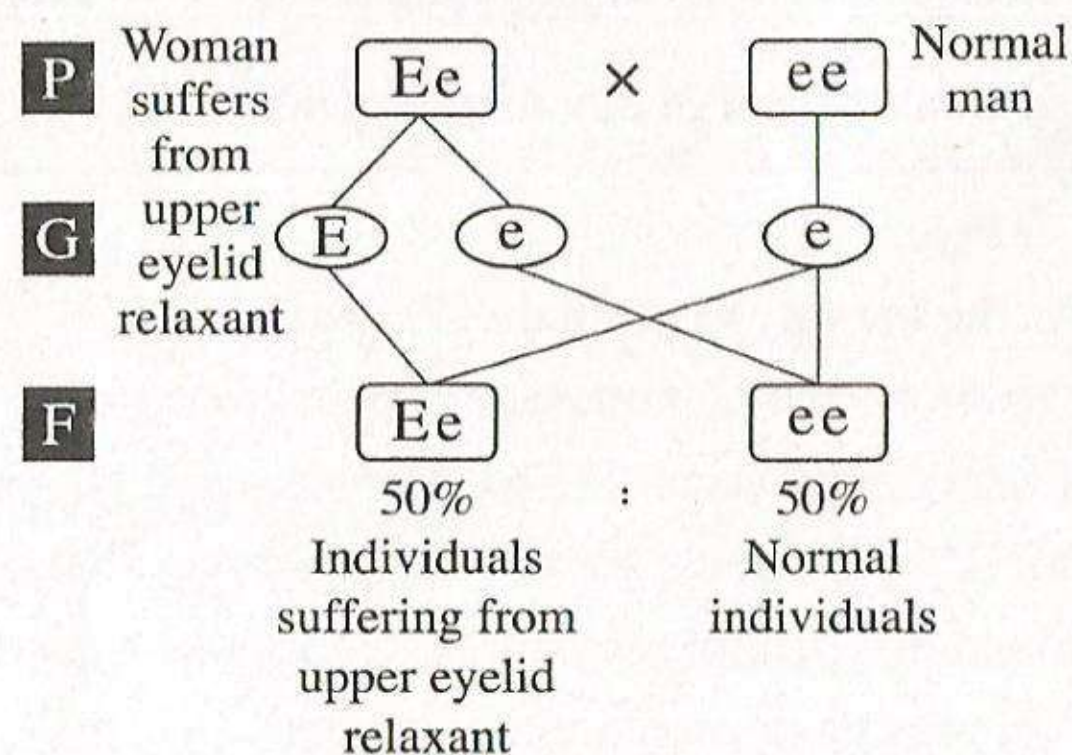 P
Woman
suffers
from
upper
eyelid
relaxant
Ee
×
ee
Normal
man
G
E
e
e
F
Ee
ee
50%
:
50%
Individuals
suffering from
upper eyelid
relaxant
Normal
individuals